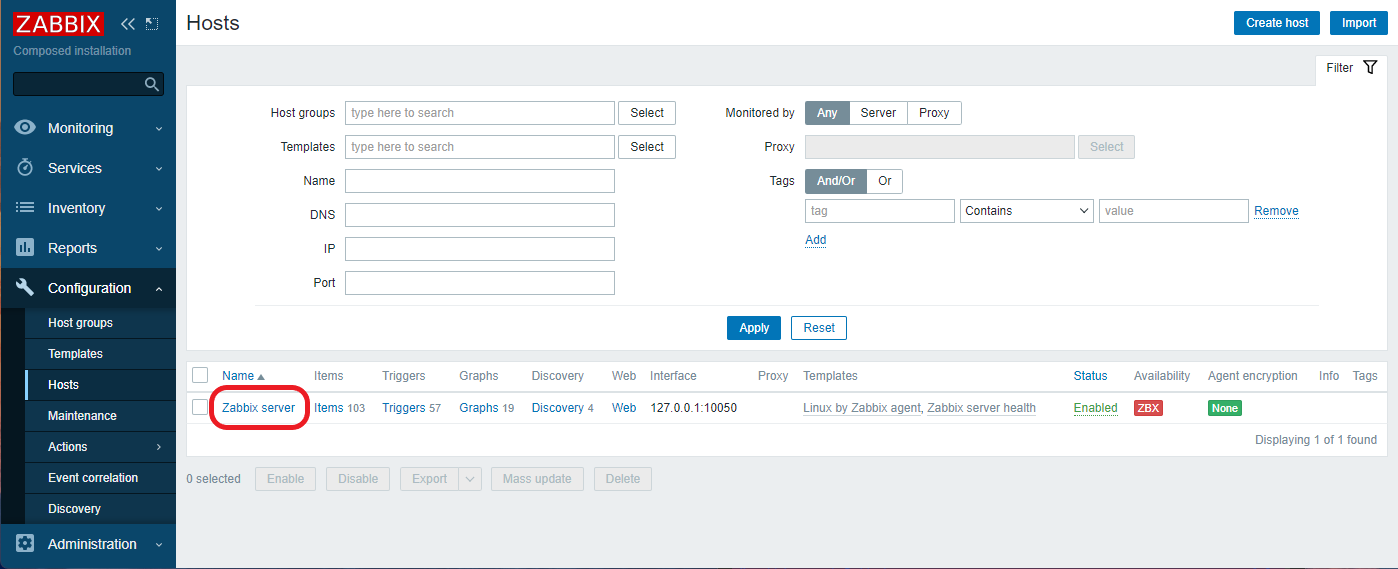 ZABBIX
Composed installation
Monitoring
Services
Inventory
Reports
Configuration
Host groups
Templates
Hosts
Maintenance
Actions
Event correlation
Discovery
Administration
Hosts
Create host Import
Filter
Host groups type here to search Select
Templates type here to search Select
Name
DNS
IP
Port
Monitored by Any Server Proxy
Proxy Select
Tags And/Or Or
tag Contains value Remove
Add
Apply Reset
Name Items Triggers Graphs Discovery Web Interface Proxy Templates Status Availability Agent encryption Info Tags
Zabbix server Items 103 Triggers 57 Graphs 19 Discovery 4 Web 127.0.0.1:10050 Linux by Zabbix agent, Zabbix server health Enabled ZBX None
Displaying 1 of 1 found
0 selected Enable Disable Export Mass update Delete